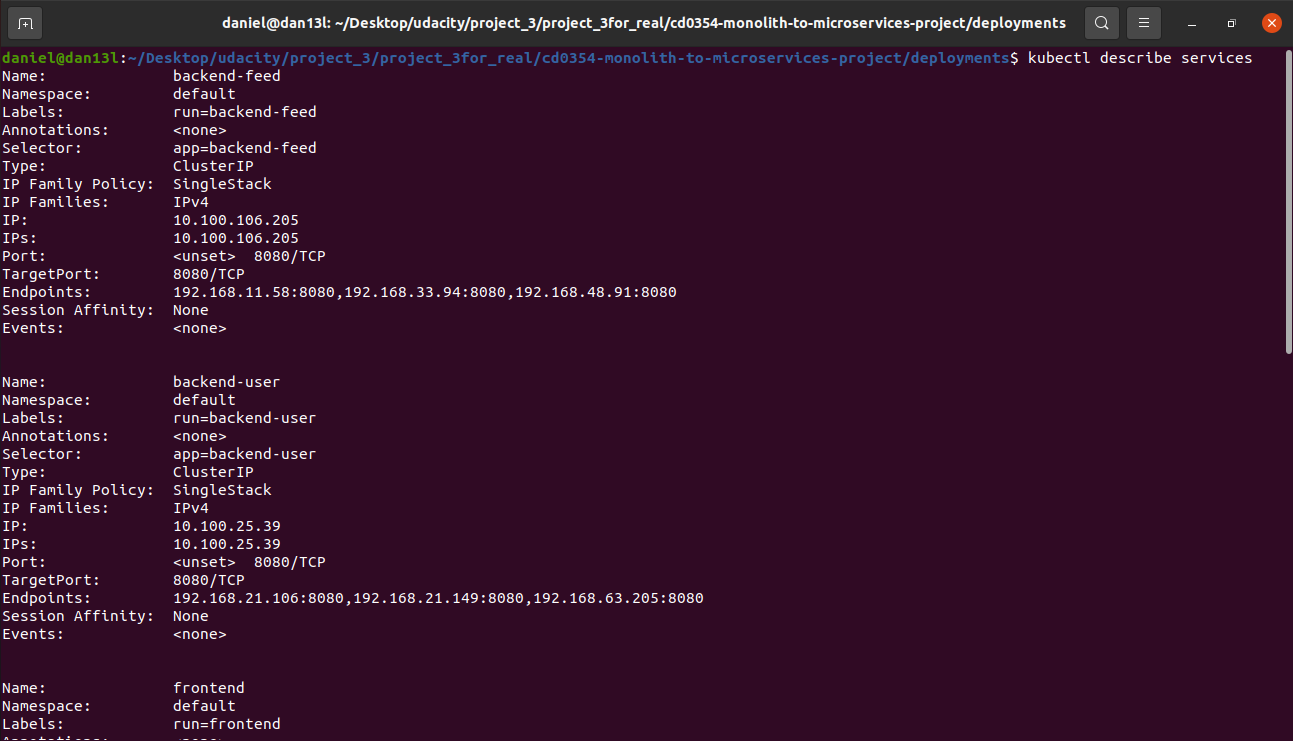 daniel@dan13l: ~/Desktop/udacity/project_3/project_3for_real/cd0354-monolith-to-microservices-project/deployments
daniel@dan13l:~/Desktop/udacity/project_3/project_3for_real/cd0354-monolith-to-microservices-project/deployments$ kubectl describe services
Name:              backend-feed
Namespace:         default
Labels:            run=backend-feed
Annotations:       <none>
Selector:          app=backend-feed
Type:              ClusterIP
IP Family Policy:  SingleStack
IP Families:       IPv4
IP:                10.100.106.205
IPs:               10.100.106.205
Port:              <unset>  8080/TCP
TargetPort:        8080/TCP
Endpoints:         192.168.11.58:8080,192.168.33.94:8080,192.168.48.91:8080
Session Affinity:  None
Events:            <none>
Name:              backend-user
Namespace:         default
Labels:            run=backend-user
Annotations:       <none>
Selector:          app=backend-user
Type:              ClusterIP
IP Family Policy:  SingleStack
IP Families:       IPv4
IP:                10.100.25.39
IPs:               10.100.25.39
Port:              <unset>  8080/TCP
TargetPort:        8080/TCP
Endpoints:         192.168.21.106:8080,192.168.21.149:8080,192.168.63.205:8080
Session Affinity:  None
Events:            <none>
Name:              frontend
Namespace:         default
Labels:            run=frontend